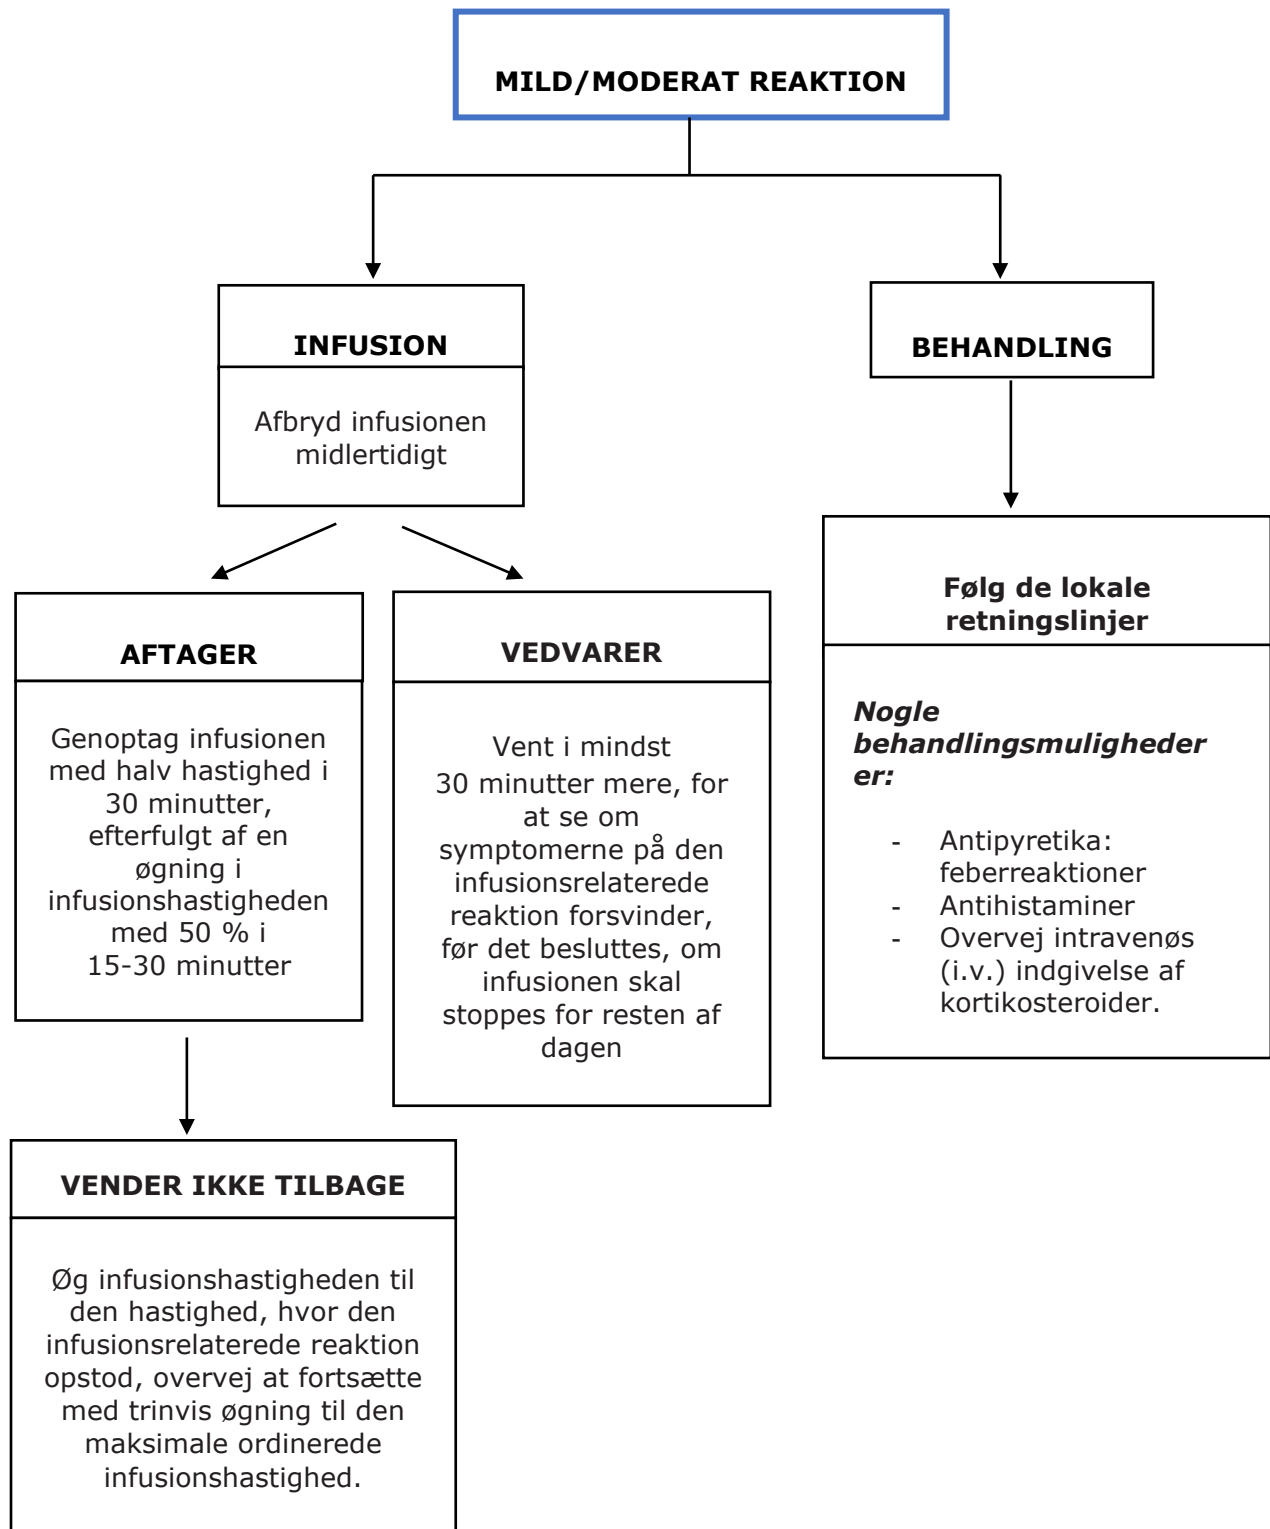 MILD/MODERAT REAKTION
INFUSION
Afbryd infusionen
midlertidigt
BEHANDLING
AFTAGER
Genoptag infusionen
med halv hastighed i
30 minutter,
efterfulgt af en
øgning i
infusionshastigheden
med 50 % i
15-30 minutter
VEDVARER
Vent i mindst
30 minutter mere, for
at se om
symptomerne på den
infusionsrelaterede
reaktion forsvinder,
før det besluttes, om
infusionen skal
stoppes for resten af
dagen
Følg de lokale
retningslinjer
Nogle
behandlingsmuligheder
er:
- Antipyretika:
feberreaktioner
- Antihistaminer
- Overvej intravenøs
(i.v.) indgivelse af
kortikosteroider.
VENDER IKKE TILBAGE
Øg infusionshastigheden til
den hastighed, hvor den
infusionsrelaterede reaktion
opstod, overvej at fortsætte
med trinvis øgning til den
maksimale ordinerede
infusionshastighed.